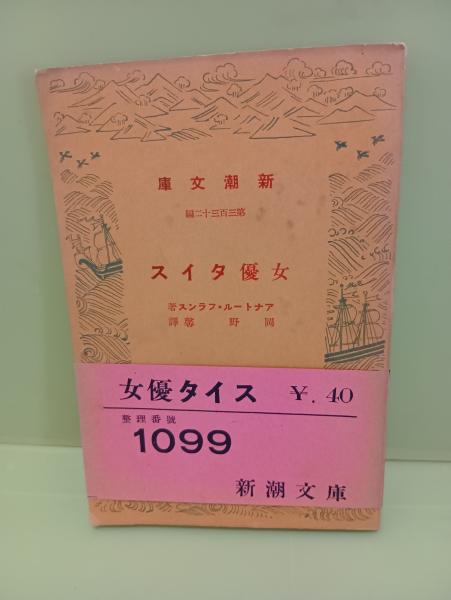 新潮文庫
第三百三十二編
女優タイス
アナトール・フランス著
岡野馨譯
女優タイス ¥.40
整理番號
1099
新潮文庫